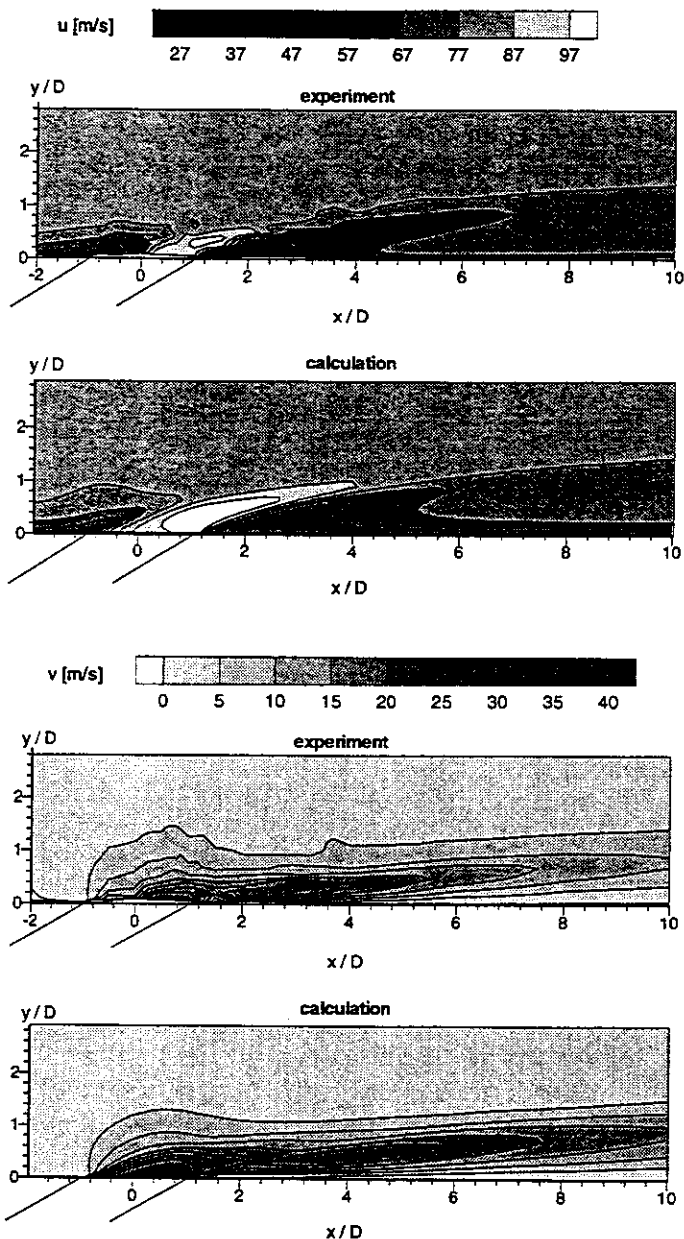 u [m/s]
27 37 47 57 67 77 87 97
y / D
experiment
2
1
0
-2 0 2 4 6 8 10
x / D
y / D
calculation
2
1
0
0 2 4 6 8 10
x / D
v [m/s]
0 5 10 15 20 25 30 35 40
y / D
experiment
2
1
0
-2 0 2 4 6 8 10
x / D
y / D
calculation
2
1
0
0 2 4 6 8 10
x / D